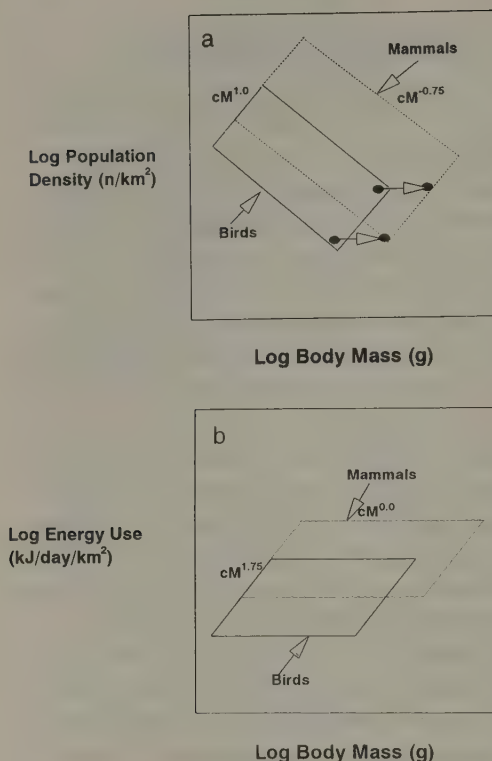 a
Mammals
cM^1.0
cM^-0.75
Log Population
Density (n/km²)
Birds
Log Body Mass (g)
b
Mammals
cM^0.0
Log Energy Use
(kJ/day/km²)
cM^1.75
Birds
Log Body Mass (g)